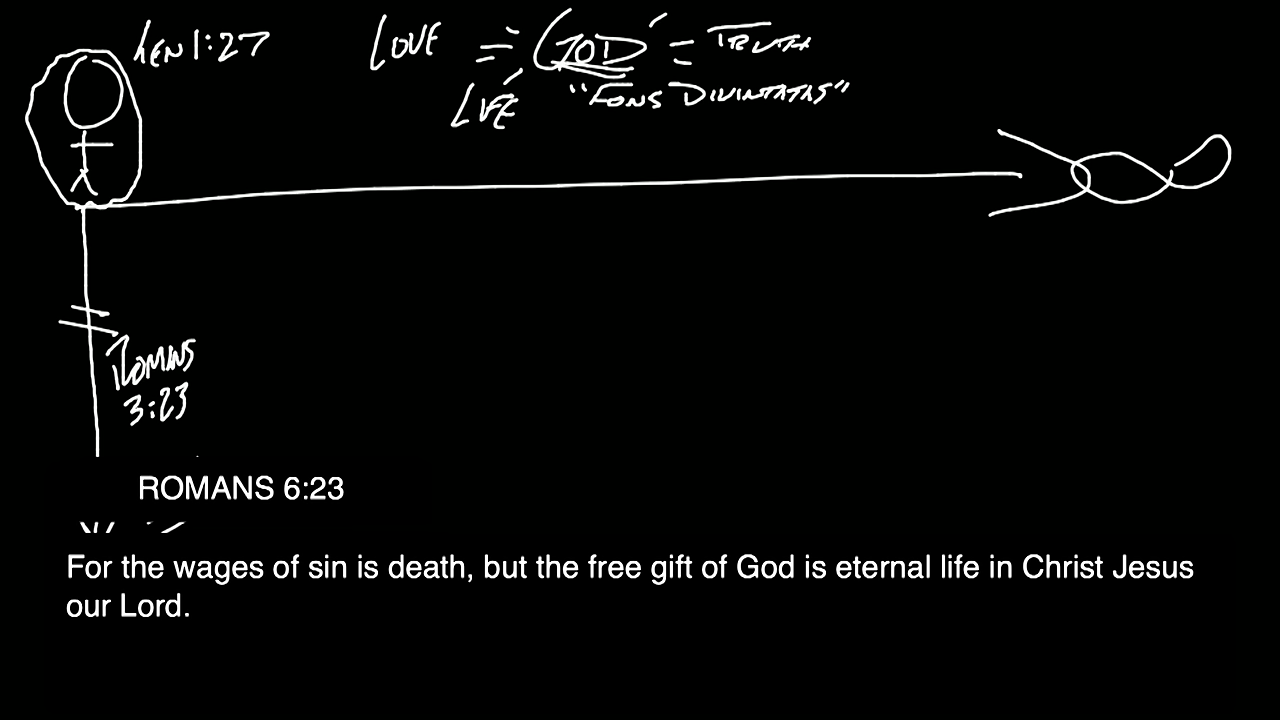 Gen 1:27
LOVE = GOD = TRUTH
LIFE "FONS DIVINTATAS"
ROMANS
3:23
ROMANS 6:23
For the wages of sin is death, but the free gift of God is eternal life in Christ Jesus
our Lord.